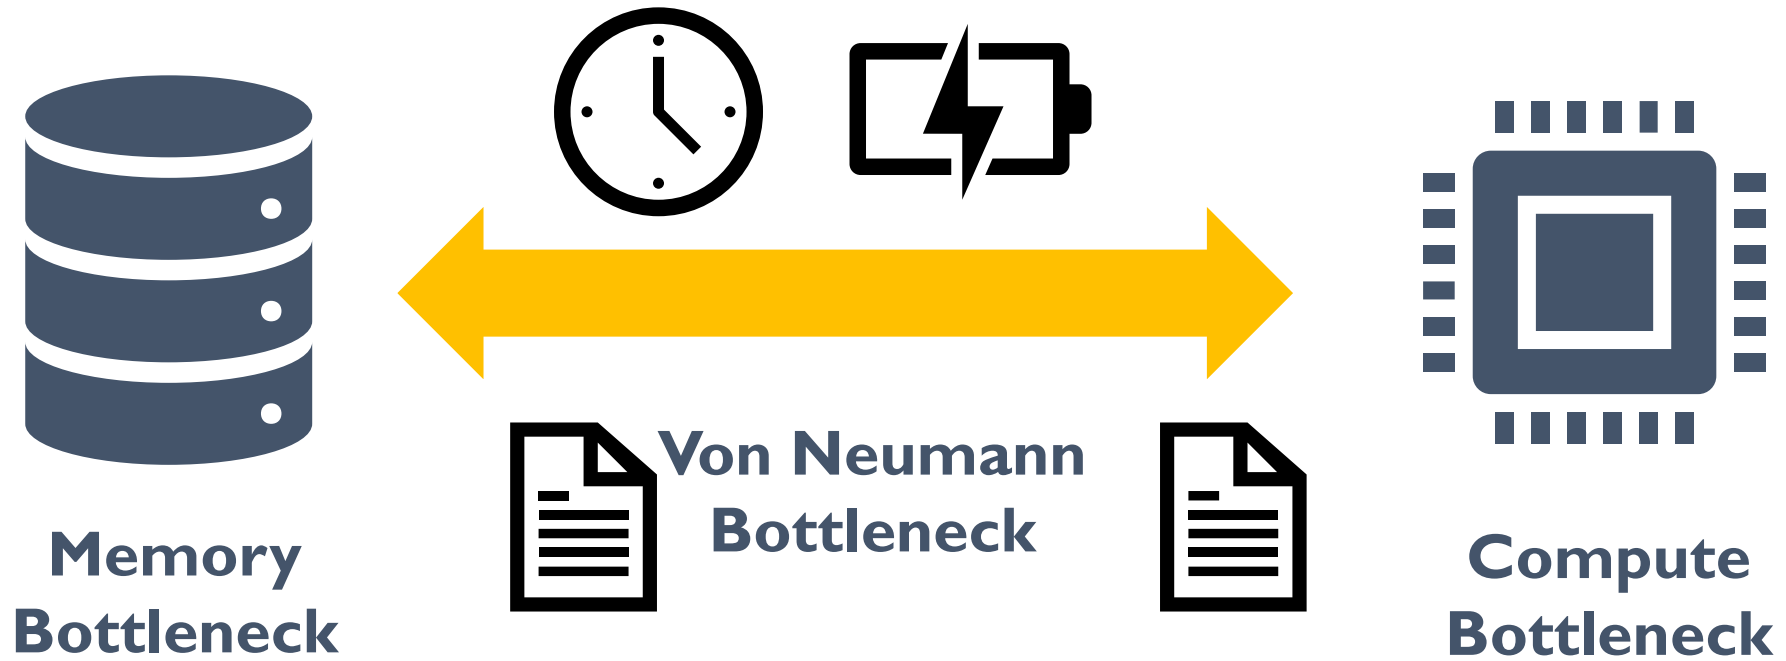 Von Neumann
Bottleneck
Memory
Bottleneck
Compute
Bottleneck